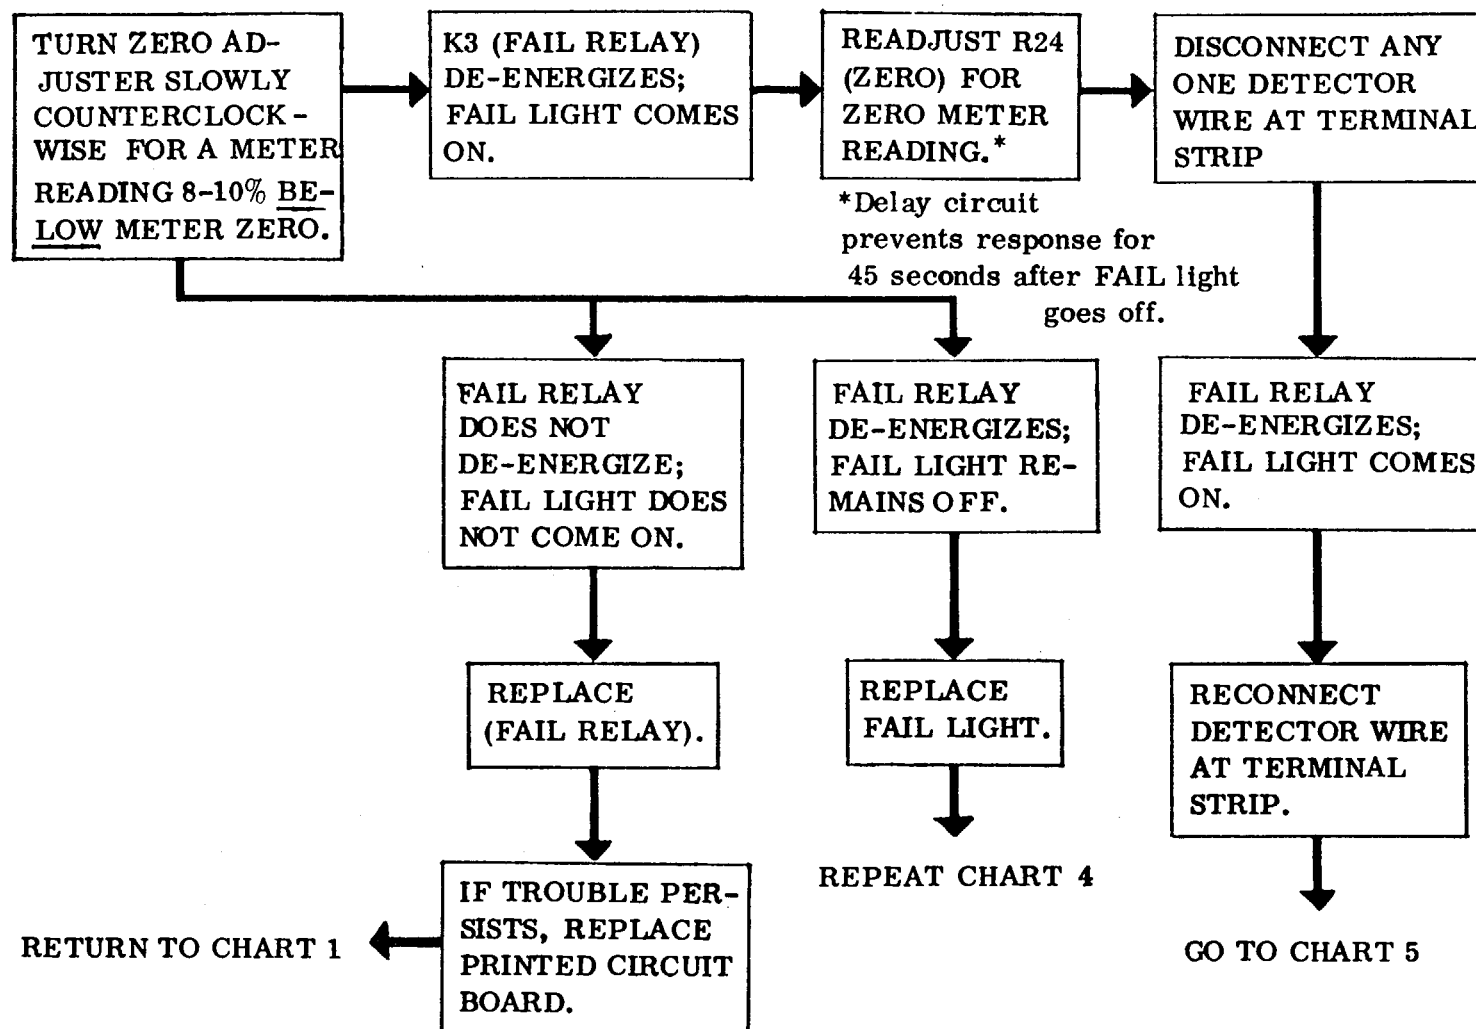 TURN ZERO AD-
JUSTER SLOWLY
COUNTERCLOCK-
WISE FOR A METER
READING 8-10% BE-
LOW METER ZERO.
K3 (FAIL RELAY)
DE-ENERGIZES;
FAIL LIGHT COMES
ON.
READJUST R24
(ZERO) FOR
ZERO METER
READING.*
*Delay circuit
prevents response for
45 seconds after FAIL light
goes off.
DISCONNECT ANY
ONE DETECTOR
WIRE AT TERMINAL
STRIP
FAIL RELAY
DOES NOT
DE-ENERGIZE;
FAIL LIGHT DOES
NOT COME ON.
FAIL RELAY
DE-ENERGIZES;
FAIL LIGHT RE-
MAINS OFF.
FAIL RELAY
DE-ENERGIZES;
FAIL LIGHT COMES
ON.
REPLACE
(FAIL RELAY).
REPLACE
FAIL LIGHT.
RECONNECT
DETECTOR WIRE
AT TERMINAL
STRIP.
IF TROUBLE PER-
SISTS, REPLACE
PRINTED CIRCUIT
BOARD.
RETURN TO CHART 1
REPEAT CHART 4
GO TO CHART 5